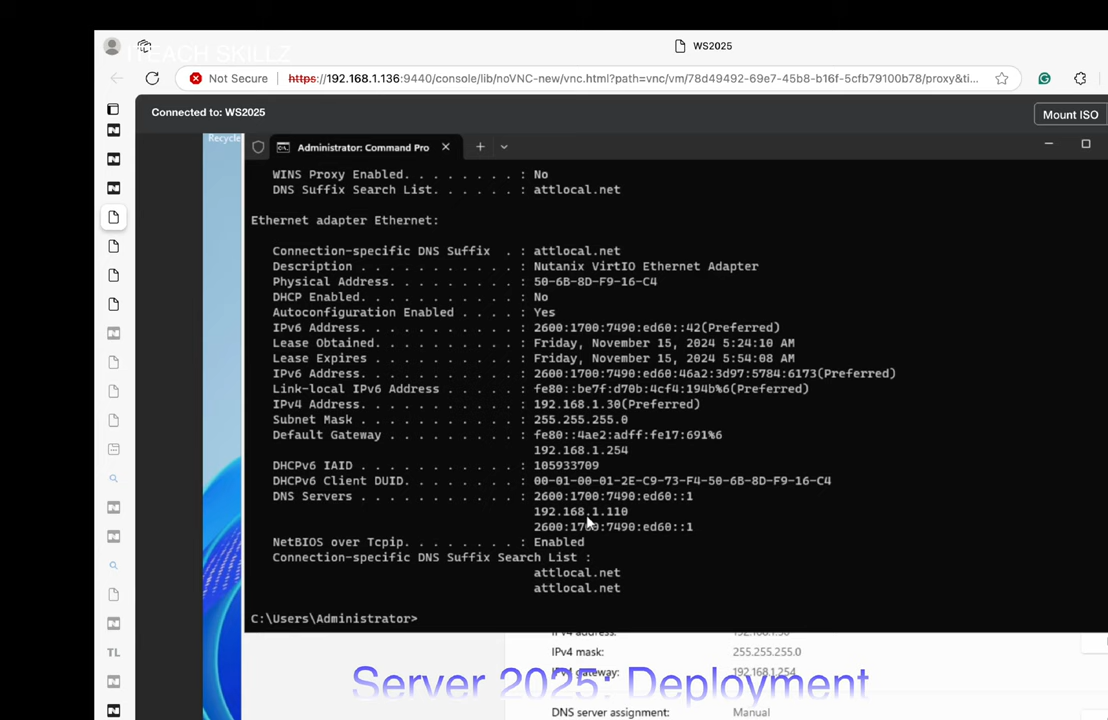 ITEACH SKILLZ
WS2025
Not Secure https://192.168.1.136:9440/console/lib/noVNC-new/vnc.html?path=vnc/vm/78d49492-69e7-45b8-b16f-5cfb79100b78/proxy&ti...
Connected to: WS2025
Mount ISO
Recycle
Administrator: Command Pro
WINS Proxy Enabled. . . . . . . . : No
DNS Suffix Search List. . . . . . : attlocal.net
Ethernet adapter Ethernet:
Connection-specific DNS Suffix . : attlocal.net
Description . . . . . . . . . . . : Nutanix VirtIO Ethernet Adapter
Physical Address. . . . . . . . . : 50-6B-8D-F9-16-C4
DHCP Enabled. . . . . . . . . . . : No
Autoconfiguration Enabled . . . . : Yes
IPv6 Address. . . . . . . . . . . : 2600:1700:7490:ed60::42(Preferred)
Lease Obtained. . . . . . . . . . : Friday, November 15, 2024 5:24:10 AM
Lease Expires . . . . . . . . . . : Friday, November 15, 2024 5:54:08 AM
IPv6 Address. . . . . . . . . . . : 2600:1700:7490:ed60:46a2:3d97:5784:6173(Preferred)
Link-local IPv6 Address . . . . . : fe80::be7f:d70b:4cf4:194b%6(Preferred)
IPv4 Address. . . . . . . . . . . : 192.168.1.30(Preferred)
Subnet Mask . . . . . . . . . . . : 255.255.255.0
Default Gateway . . . . . . . . . : fe80::4ae2:adff:fe17:691%6
192.168.1.254
DHCPv6 IAID . . . . . . . . . . . : 105933709
DHCPv6 Client DUID. . . . . . . . : 00-01-00-01-2E-C9-73-F4-50-6B-8D-F9-16-C4
DNS Servers . . . . . . . . . . . : 2600:1700:7490:ed60::1
192.168.1.110
2600:1700:7490:ed60::1
NetBIOS over Tcpip. . . . . . . . : Enabled
Connection-specific DNS Suffix Search List :
attlocal.net
attlocal.net
C:\Users\Administrator>
IPv4 address: 192.168.1.30
IPv4 mask: 255.255.255.0
IPv4 gateway: 192.168.1.254
Server 2025: Deployment
DNS server assignment: Manual
TL